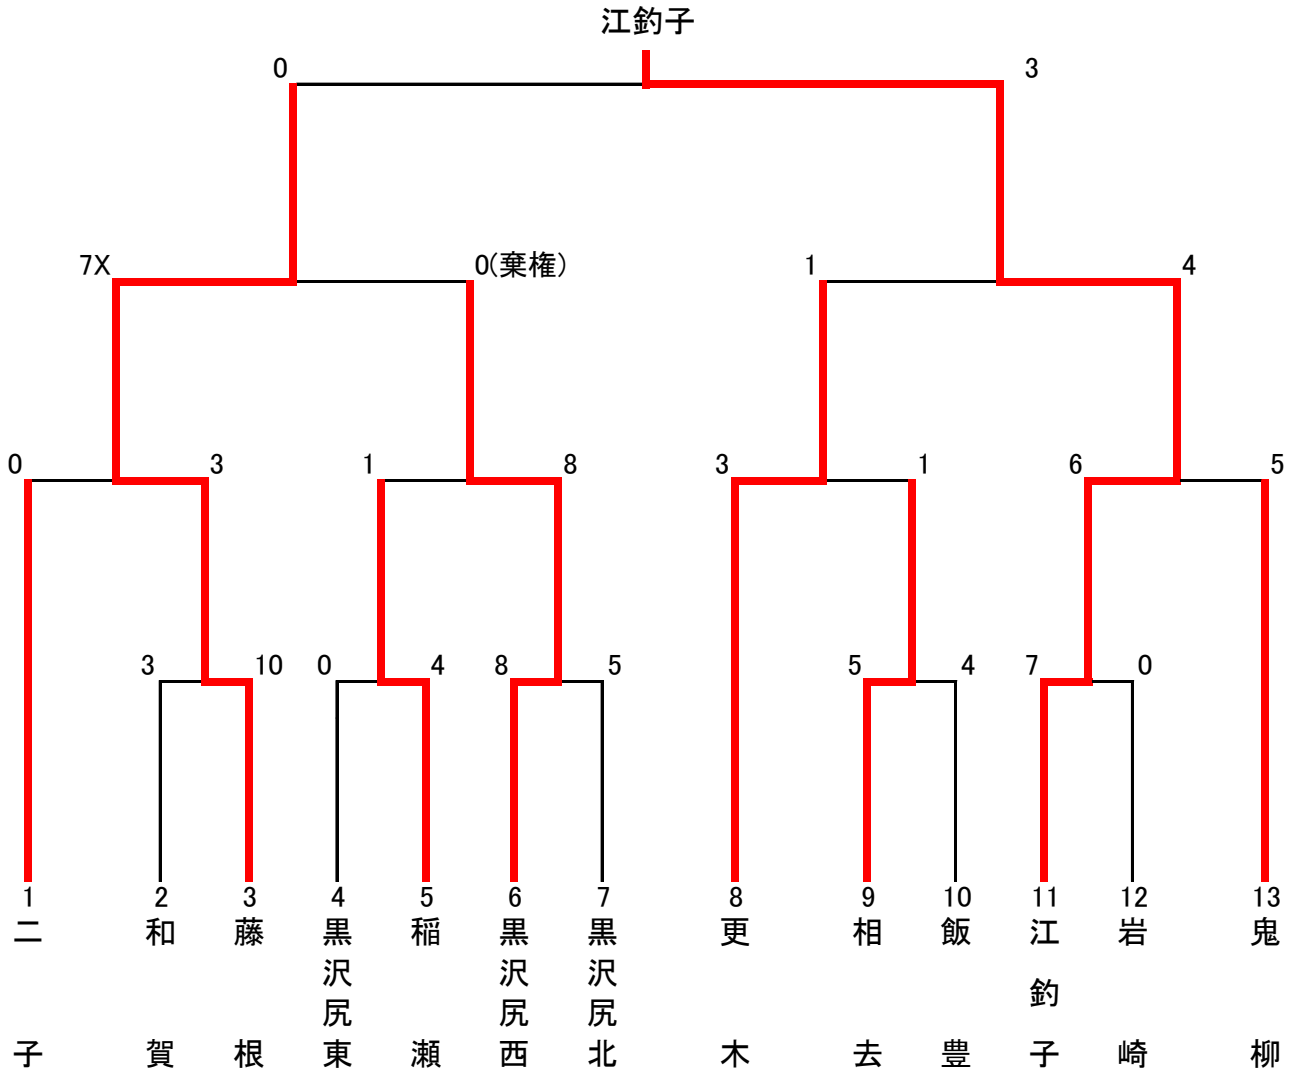 江釣子
0 3
7X 0(棄権) 1 4
0 3 1 8 3 1 6 5
3 10 0 4 8 5 5 4 7 0
1 2 3 4 5 6 7 8 9 10 11 12 13
二子
和賀
藤根
黒沢尻東
稲瀬
黒沢尻西
黒沢尻北
更木
相去
飯豊
江釣子
岩崎
鬼柳